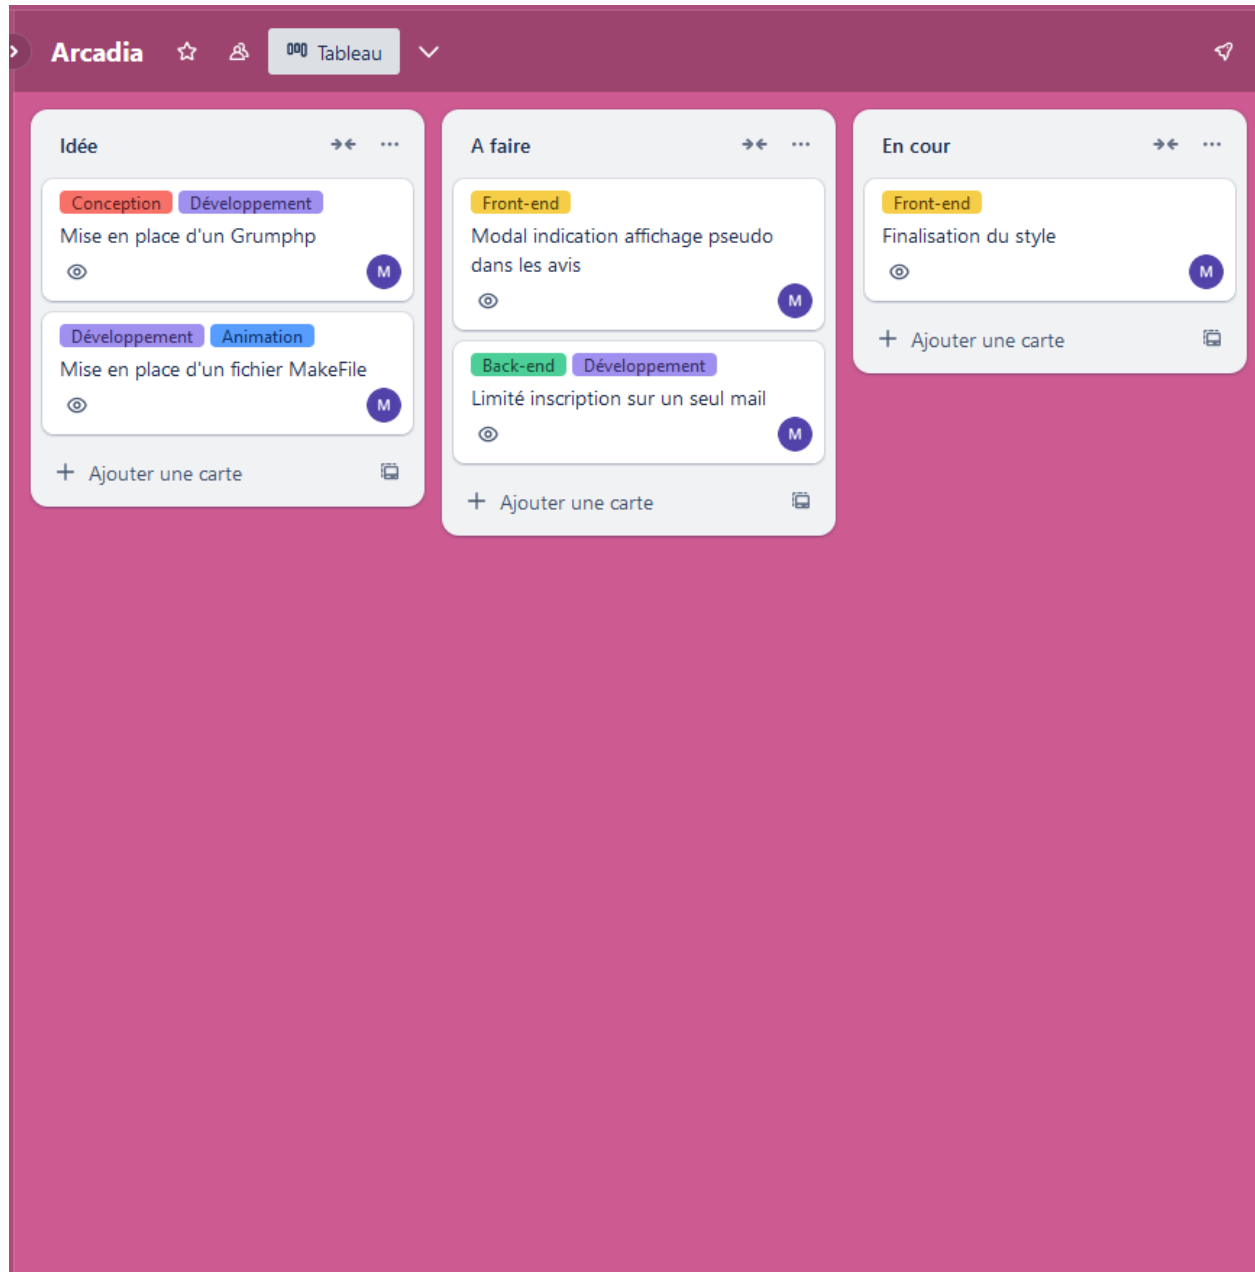 Arcadia
Tableau
Idée
Conception Développement
Mise en place d'un Grumphp
M
Développement Animation
Mise en place d'un fichier MakeFile
M
Ajouter une carte
A faire
Front-end
Modal indication affichage pseudo
dans les avis
M
Back-end Développement
Limité inscription sur un seul mail
M
Ajouter une carte
En cour
Front-end
Finalisation du style
M
Ajouter une carte